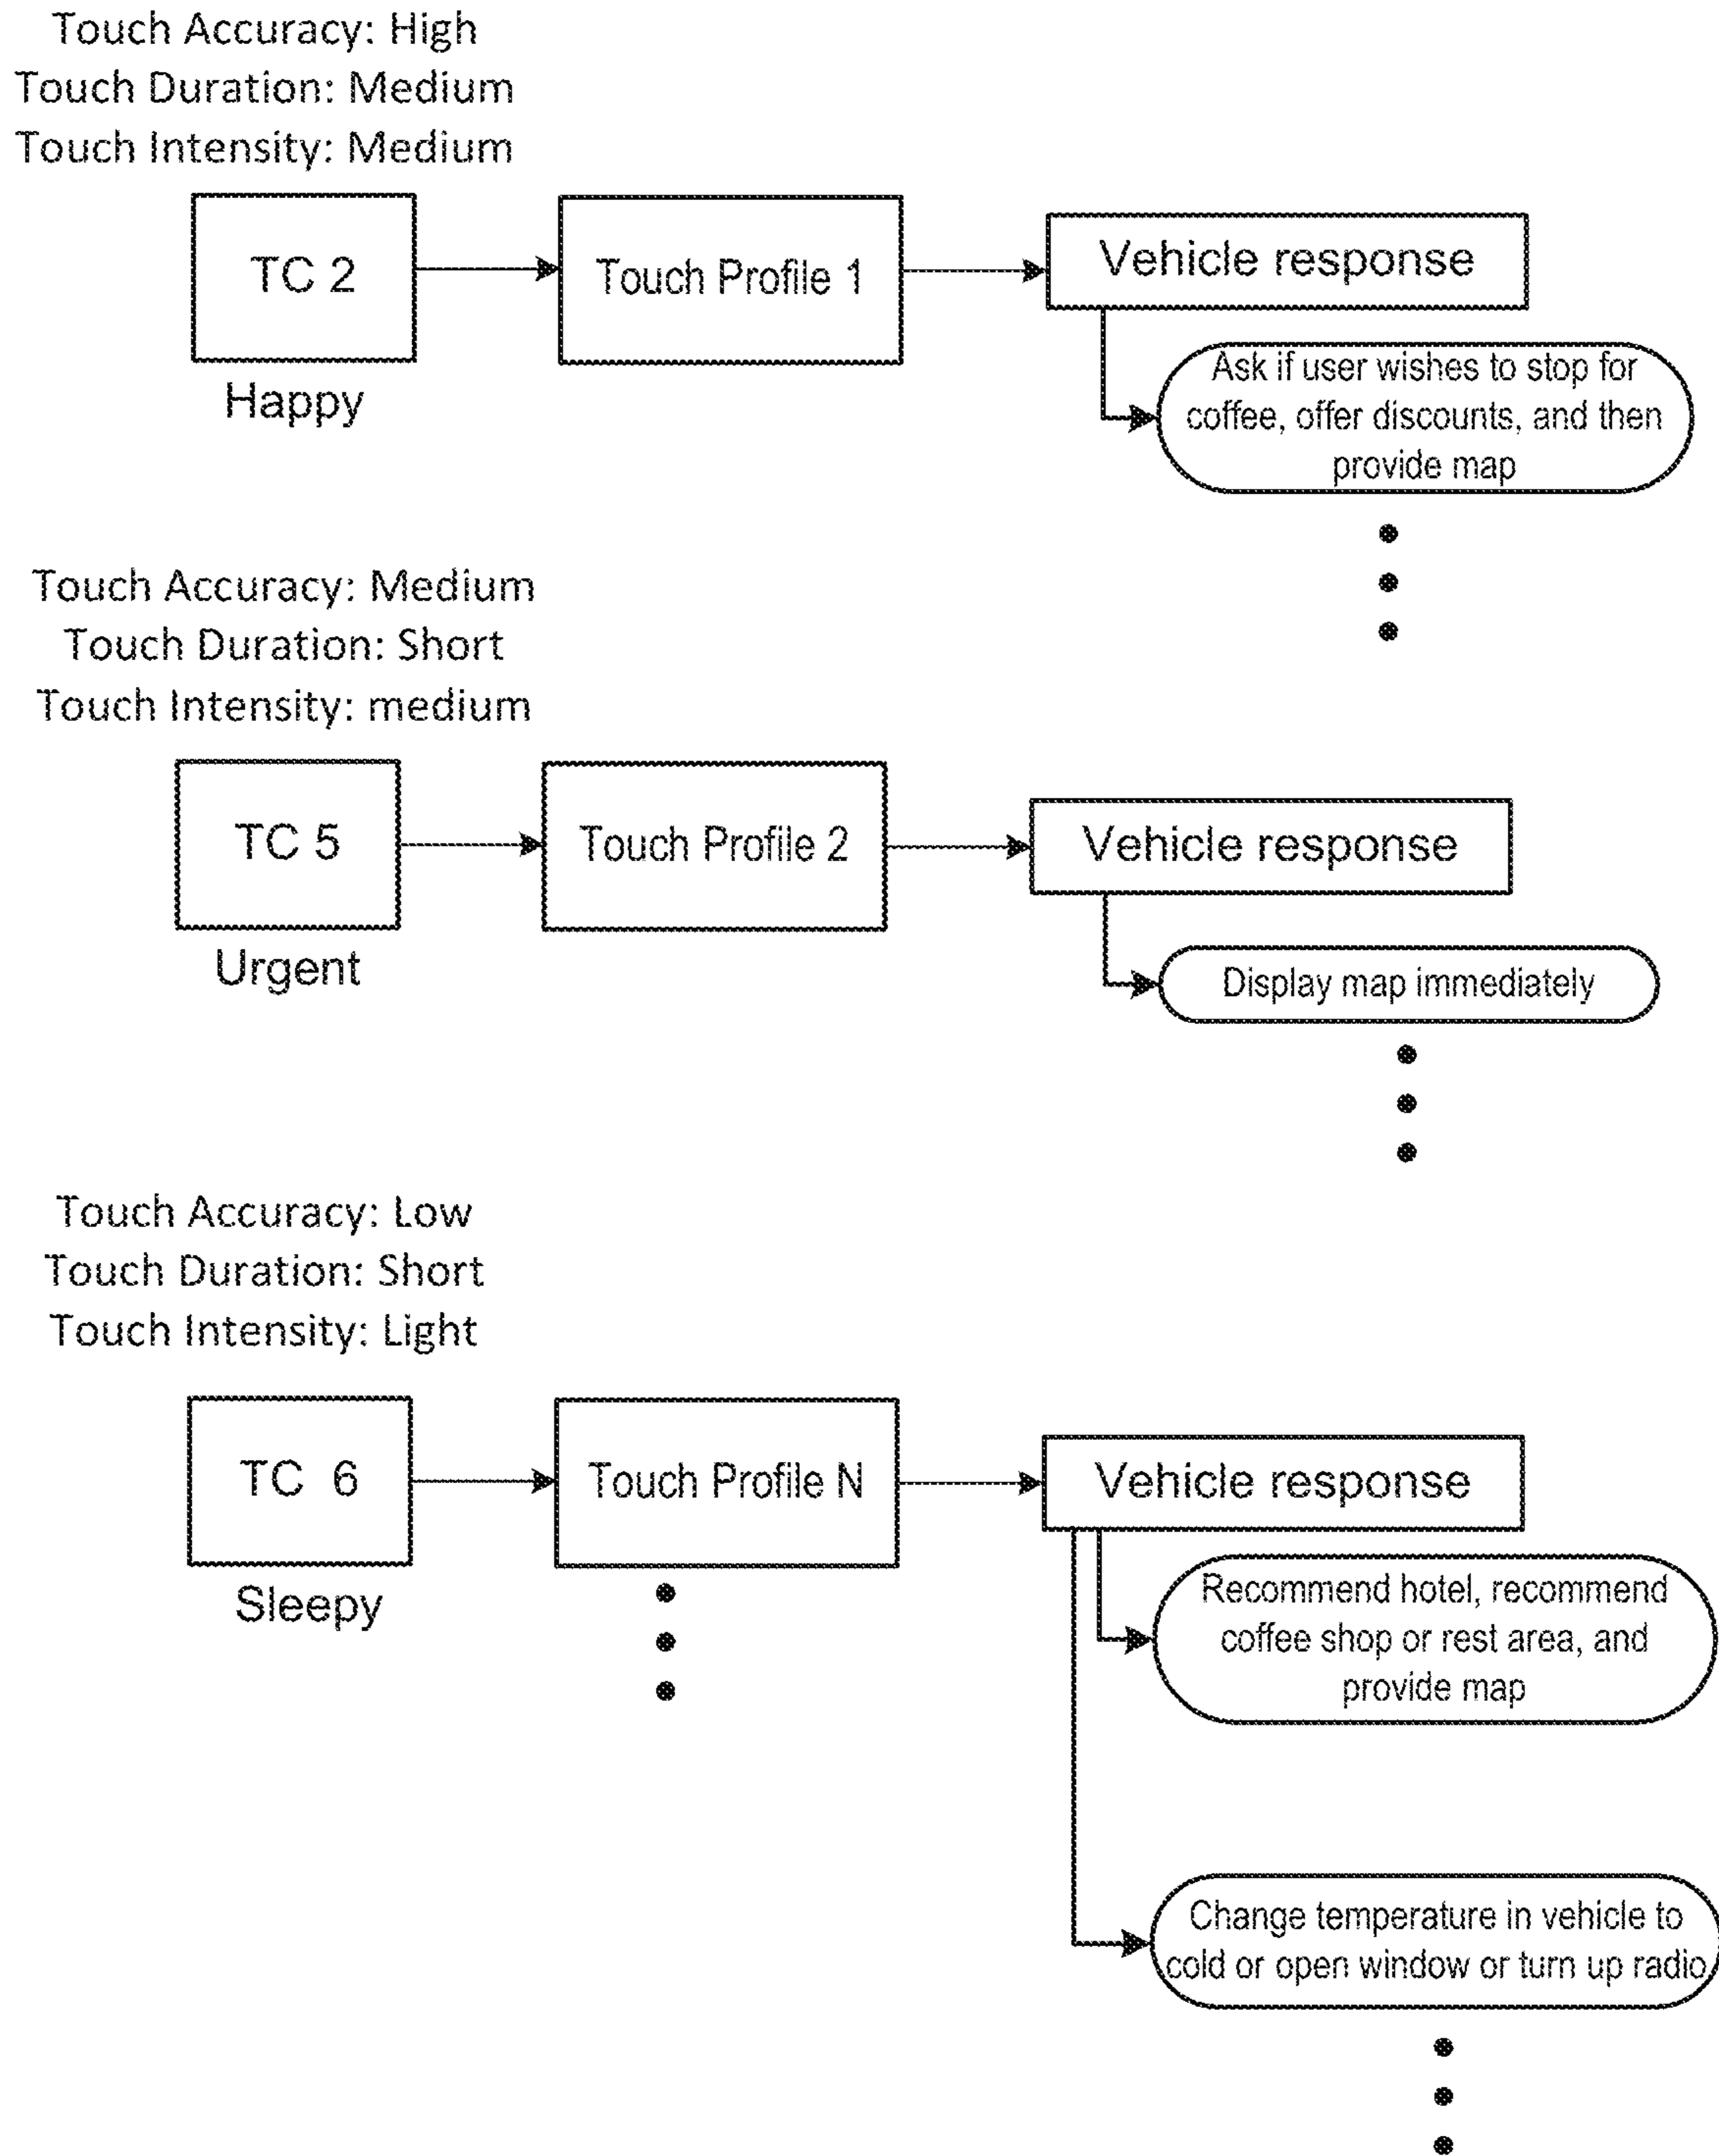 Touch Accuracy: High
Touch Duration: Medium
Touch Intensity: Medium
TC 2
Touch Profile 1
Vehicle response
Happy
Ask if user wishes to stop for
coffee, offer discounts, and then
provide map
Touch Accuracy: Medium
Touch Duration: Short
Touch Intensity: medium
TC 5
Touch Profile 2
Vehicle response
Urgent
Display map immediately
Touch Accuracy: Low
Touch Duration: Short
Touch Intensity: Light
TC 6
Touch Profile N
Vehicle response
Sleepy
Recommend hotel, recommend
coffee shop or rest area, and
provide map
Change temperature in vehicle to
cold or open window or turn up radio